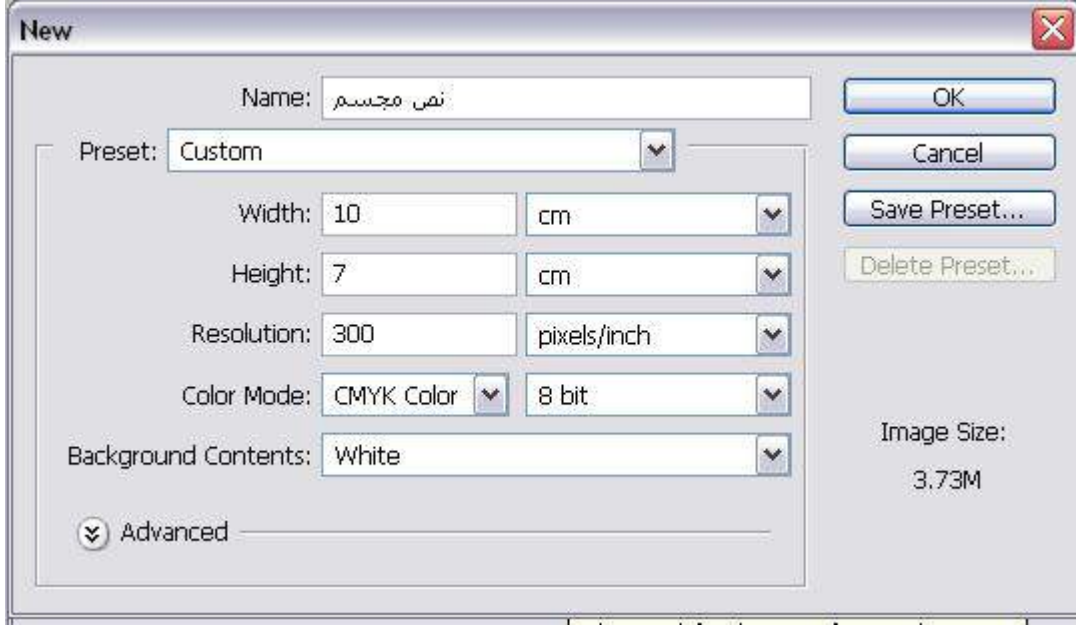 New
Name: نص مجسم
OK
Preset: Custom
Cancel
Width: 10 cm
Save Preset...
Height: 7 cm
Delete Preset...
Resolution: 300 pixels/inch
Color Mode: CMYK Color 8 bit
Image Size:
Background Contents: White
3.73M
Advanced